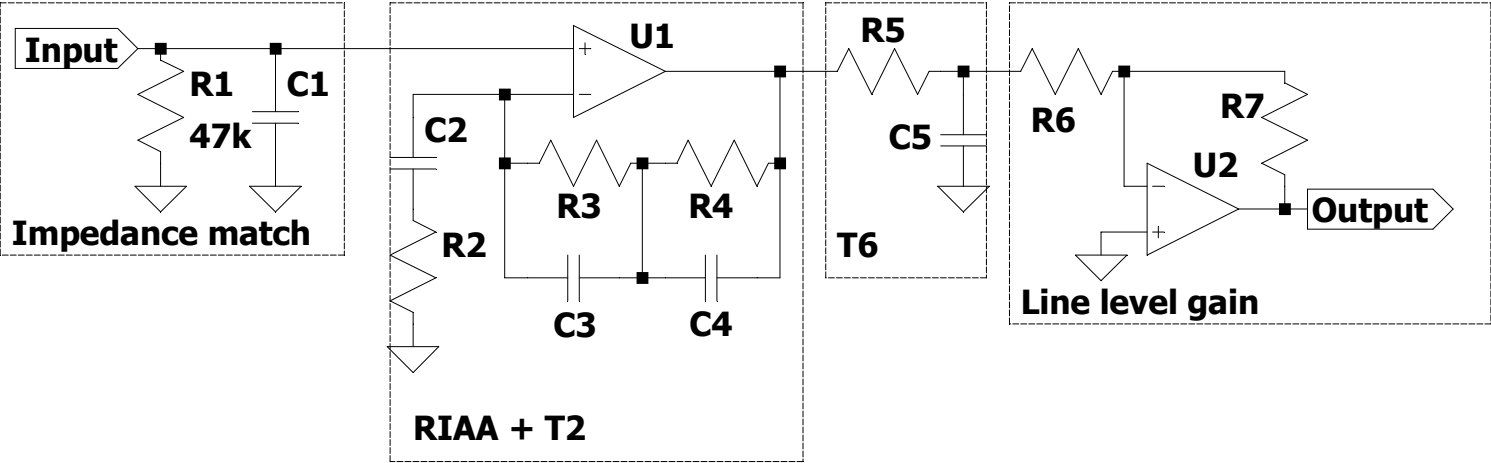 Input
R1
47k
C1
Impedance match
U1
C2
R2
R3
R4
C3
C4
RIAA + T2
R5
C5
T6
R6
R7
U2
Output
Line level gain